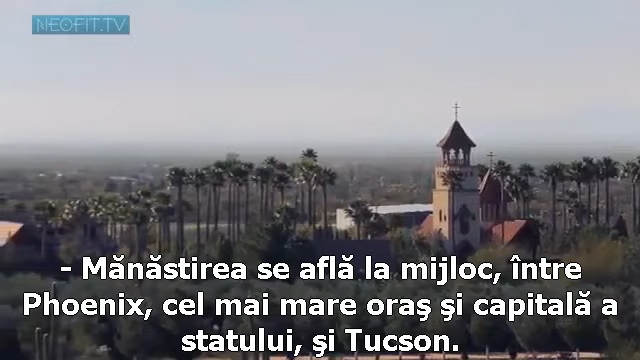 NEOFIT.TV
- Mănăstirea se află la mijloc, între
Phoenix, cel mai mare oraş şi capitală a
statului, şi Tucson.